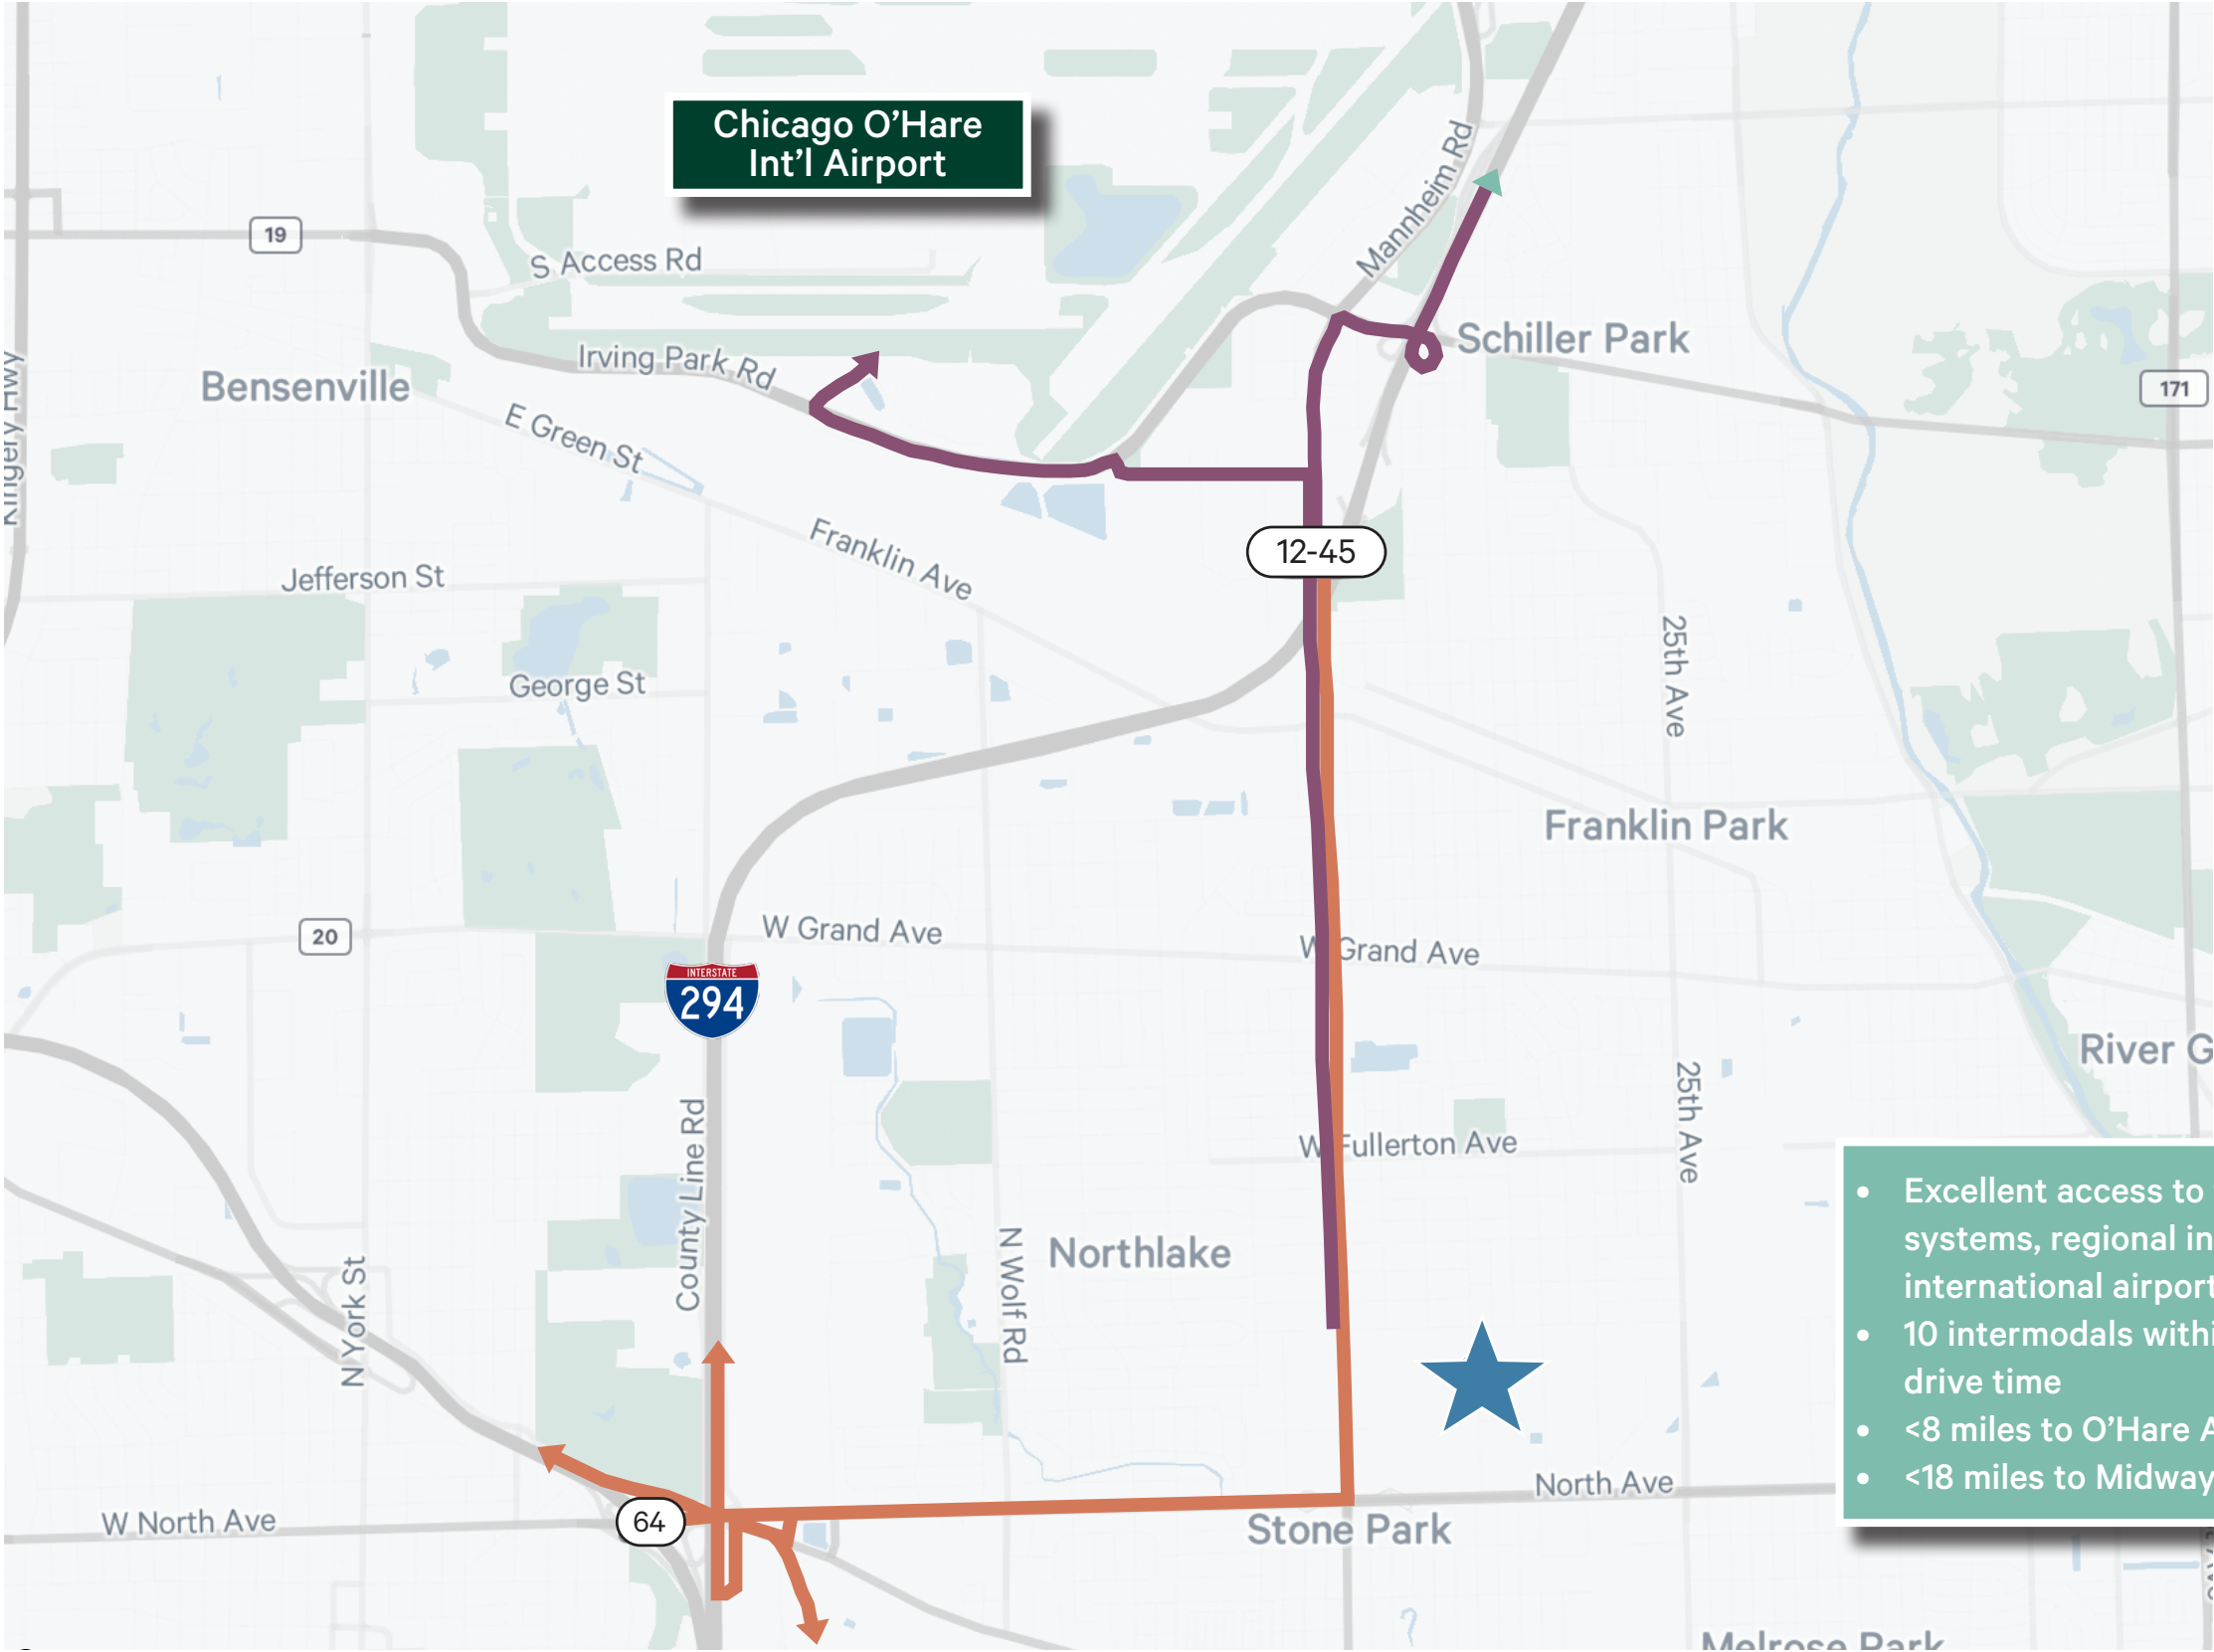 Chicago O'Hare
Int'l Airport
Mannheim Rd
19
S Access Rd
Irving Park Rd
Schiller Park
Bensenville
171
Kingery Hwy
E Green St
Franklin Ave
12-45
Jefferson St
George St
25th Ave
Franklin Park
20
W Grand Ave
W Grand Ave
INTERSTATE
294
River G
25th Ave
County Line Rd
W Fullerton Ave
N York St
N Wolf Rd
Northlake
Excellent access to
systems, regional in
international airport
10 intermodals withi
drive time
<8 miles to O'Hare A
<18 miles to Midway
North Ave
W North Ave
64
Stone Park
Melrose Park